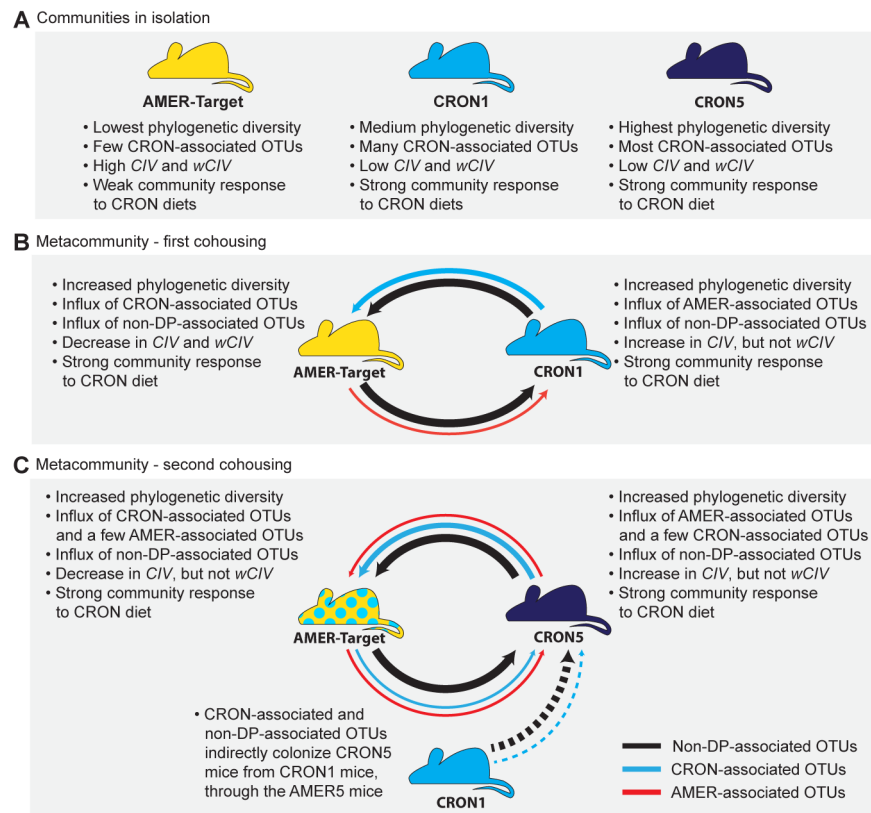 A Communities in isolation
AMER-Target
• Lowest phylogenetic diversity
• Few CRON-associated OTUs
• High CIV and wCIV
• Weak community response
to CRON diets
CRON1
• Medium phylogenetic diversity
• Many CRON-associated OTUs
• Low CIV and wCIV
• Strong community response
to CRON diets
CRON5
• Highest phylogenetic diversity
• Most CRON-associated OTUs
• Low CIV and wCIV
• Strong community response
to CRON diet
B Metacommunity - first cohousing
• Increased phylogenetic diversity
• Influx of CRON-associated OTUs
• Influx of non-DP-associated OTUs
• Decrease in CIV and wCIV
• Strong community response
to CRON diet
AMER-Target
CRON1
• Increased phylogenetic diversity
• Influx of AMER-associated OTUs
• Influx of non-DP-associated OTUs
• Increase in CIV, but not wCIV
• Strong community response
to CRON diet
C Metacommunity - second cohousing
• Increased phylogenetic diversity
• Influx of CRON-associated OTUs
and a few AMER-associated OTUs
• Influx of non-DP-associated OTUs
• Decrease in CIV, but not wCIV
• Strong community response
to CRON diet
AMER-Target
CRON5
• Increased phylogenetic diversity
• Influx of AMER-associated OTUs
and a few CRON-associated OTUs
• Influx of non-DP-associated OTUs
• Increase in CIV, but not wCIV
• Strong community response
to CRON diet
• CRON-associated and
non-DP-associated OTUs
indirectly colonize CRON5
mice from CRON1 mice,
through the AMER5 mice
CRON1
Non-DP-associated OTUs
CRON-associated OTUs
AMER-associated OTUs